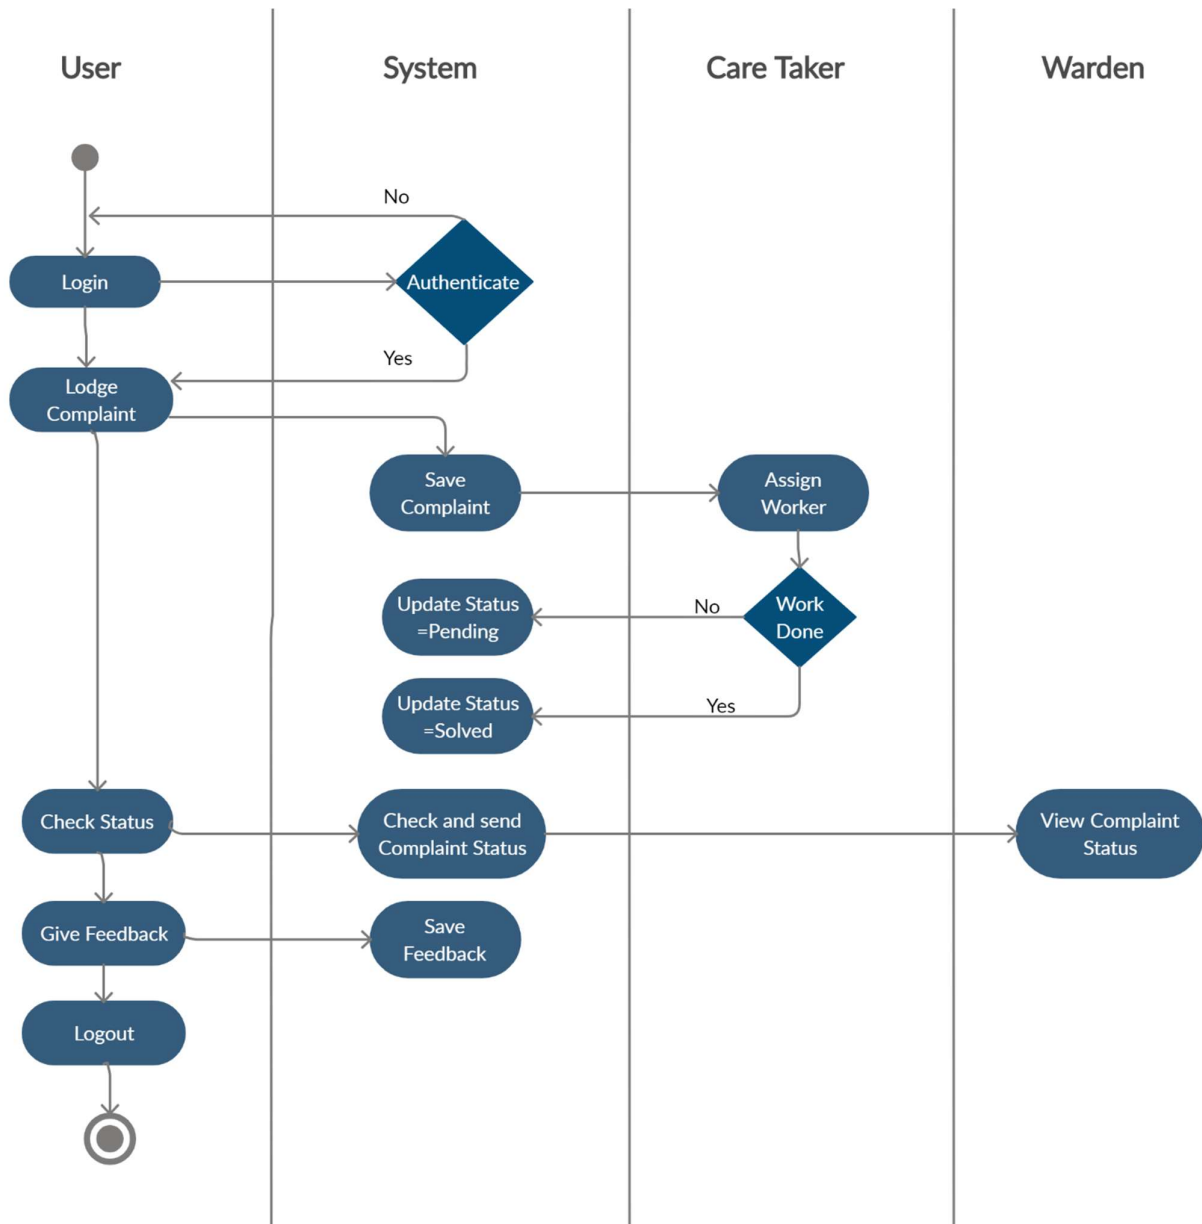 User
System
Care Taker
Warden
No
Login
Authenticate
Yes
Lodge
Complaint
Save
Complaint
Assign
Worker
Update Status
=Pending
No
Work
Done
Update Status
=Solved
Yes
Check Status
Check and send
Complaint Status
View Complaint
Status
Give Feedback
Save
Feedback
Logout